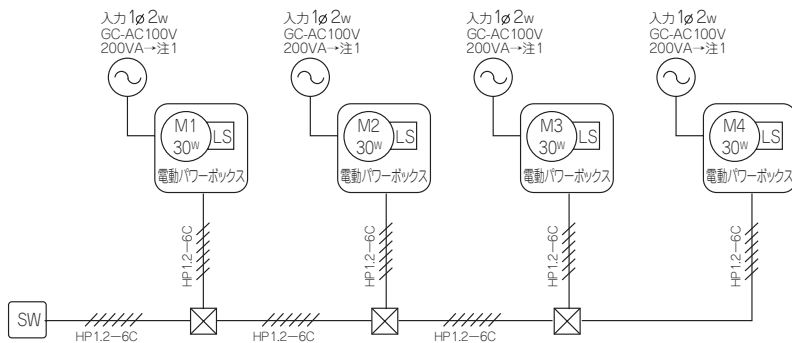 入力1ø2w
GC-AC100V
200VA→注1
入力1ø2w
GC-AC100V
200VA→注1
入力1ø2w
GC-AC100V
200VA→注1
入力1ø2w
GC-AC100V
200VA→注1
M1
30w
LS
電動パワーボックス
M2
30w
LS
電動パワーボックス
M3
30w
LS
電動パワーボックス
M4
30w
LS
電動パワーボックス
HP1.2−6C
HP1.2−6C
HP1.2−6C
HP1.2−6C
SW
HP1.2−6C
HP1.2−6C
HP1.2−6C